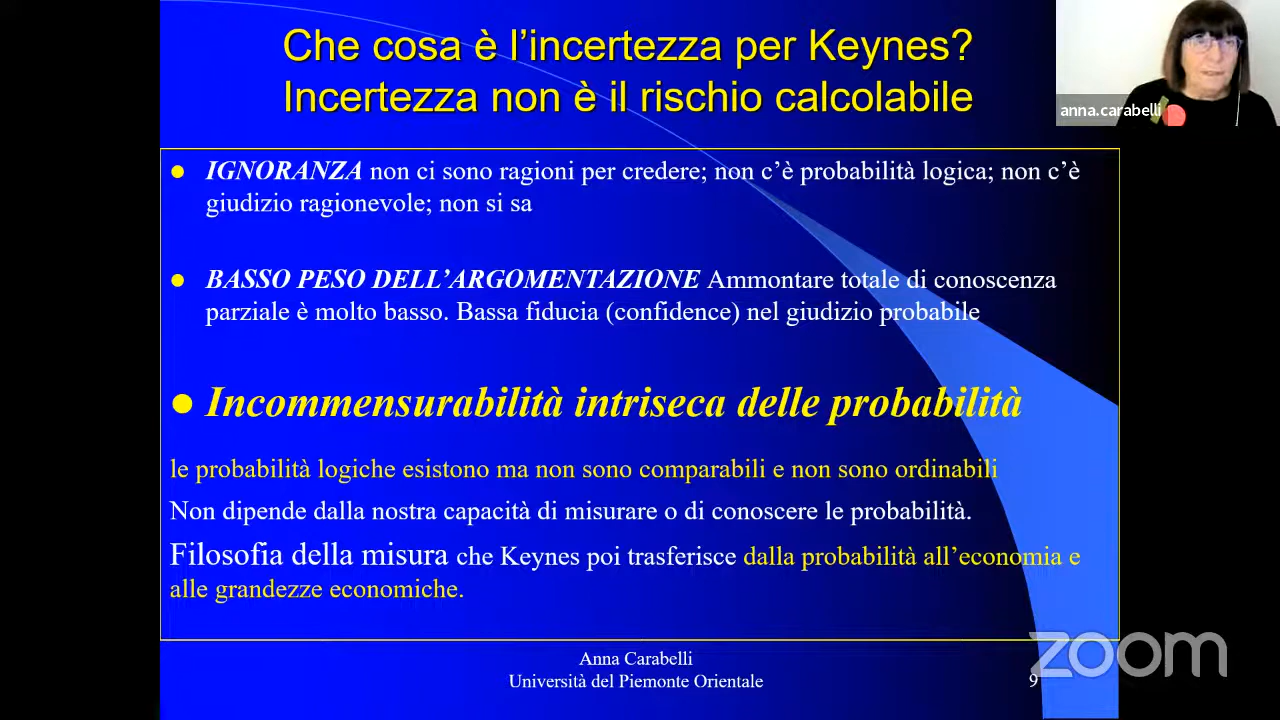 Che cosa è l’incertezza per Keynes?
Incertezza non è il rischio calcolabile
anna.carabelli
IGNORANZA non ci sono ragioni per credere; non c’è probabilità logica; non c’è
giudizio ragionevole; non si sa
BASSO PESO DELL’ARGOMENTAZIONE Ammontare totale di conoscenza
parziale è molto basso. Bassa fiducia (confidence) nel giudizio probabile
Incommensurabilità intriseca delle probabilità
le probabilità logiche esistono ma non sono comparabili e non sono ordinabili
Non dipende dalla nostra capacità di misurare o di conoscere le probabilità.
Filosofia della misura che Keynes poi trasferisce dalla probabilità all’economia e
alle grandezze economiche.
Anna Carabelli
Università del Piemonte Orientale
9
zoom